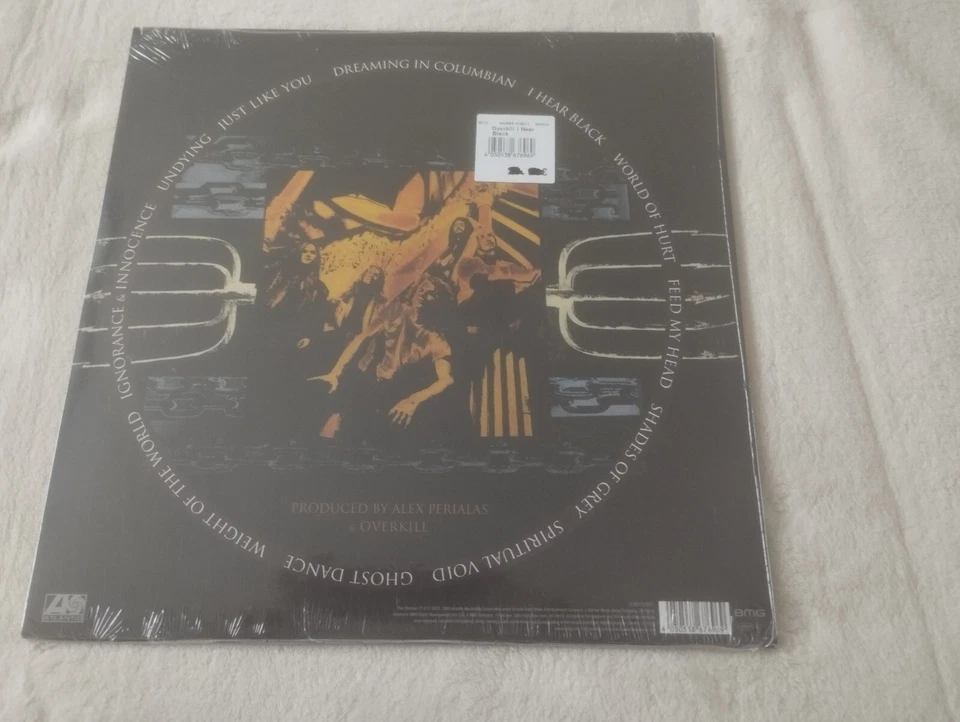 DREAMING IN COLUMBIAN
I HEAR BLACK
WORLD OF HURT
FEED MY HEAD
SHADES OF GREY
SPIRITUAL VOID
GHOST DANCE
WEIGHT OF THE WORLD
IGNORANCE & INNOCENCE
UNDYING
JUST LIKE YOU
Overkill I Hear
Black
PRODUCED BY ALEX PERIALAS
& OVERKILL
ATLANTIC
BMG